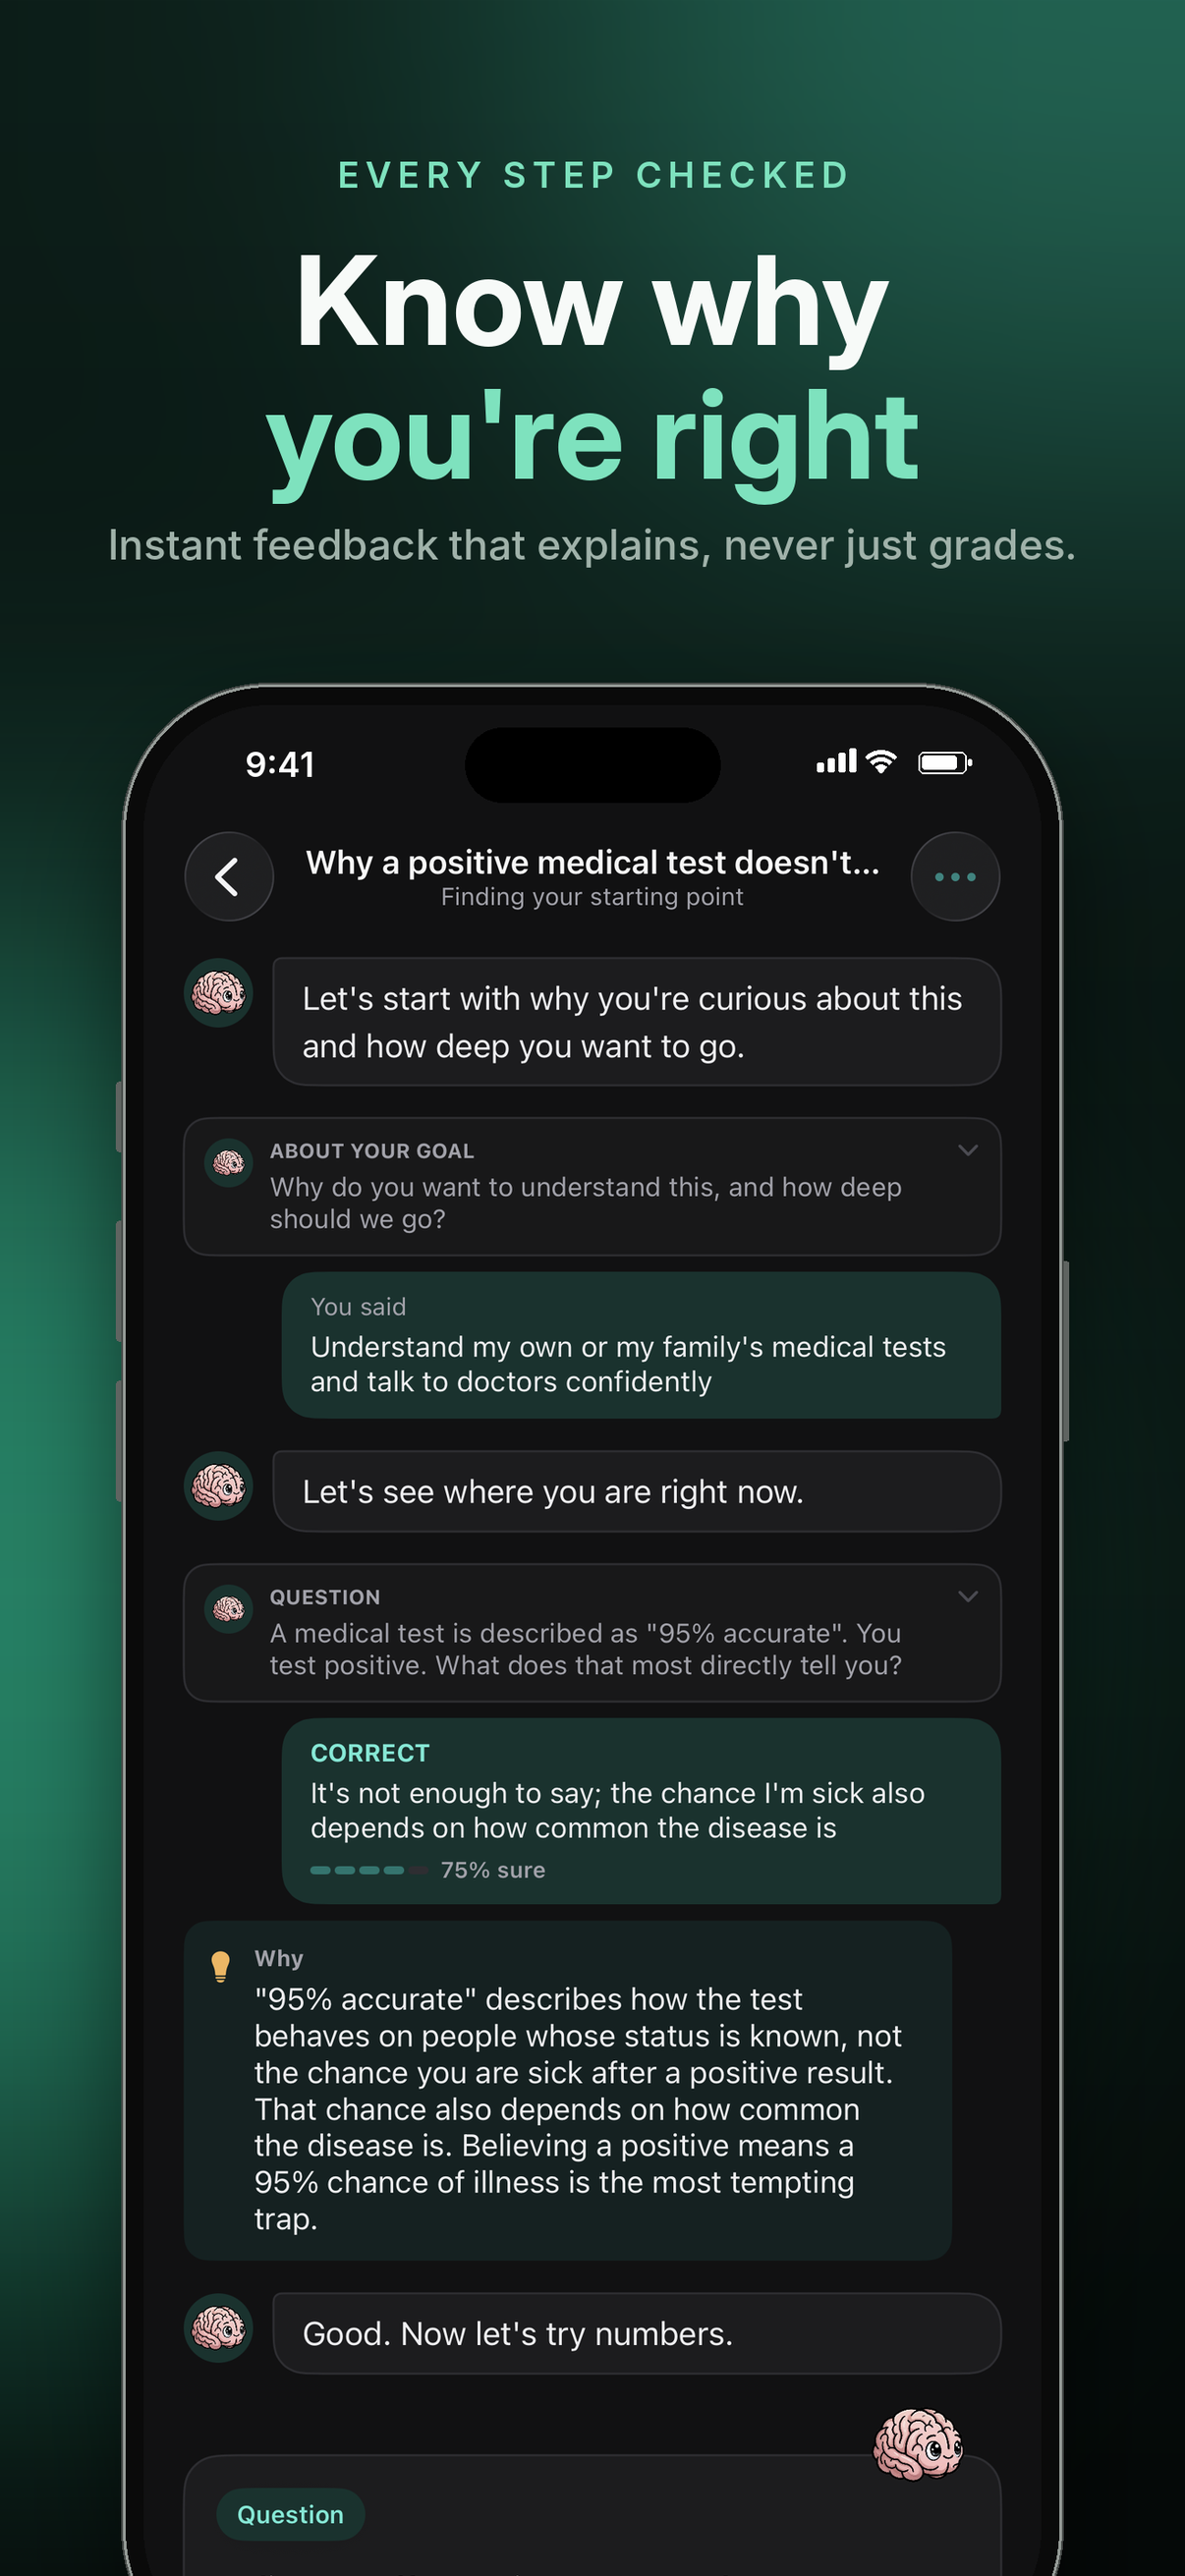 EVERY STEP CHECKED
Know why
you're right
Instant feedback that explains, never just grades.
9:41
Why a positive medical test doesn't...
Finding your starting point
Let's start with why you're curious about this
and how deep you want to go.
ABOUT YOUR GOAL
Why do you want to understand this, and how deep
should we go?
You said
Understand my own or my family's medical tests
and talk to doctors confidently
Let's see where you are right now.
QUESTION
A medical test is described as "95% accurate". You
test positive. What does that most directly tell you?
CORRECT
It's not enough to say; the chance I'm sick also
depends on how common the disease is
75% sure
Why
"95% accurate" describes how the test
behaves on people whose status is known, not
the chance you are sick after a positive result.
That chance also depends on how common
the disease is. Believing a positive means a
95% chance of illness is the most tempting
trap.
Good. Now let's try numbers.
Question